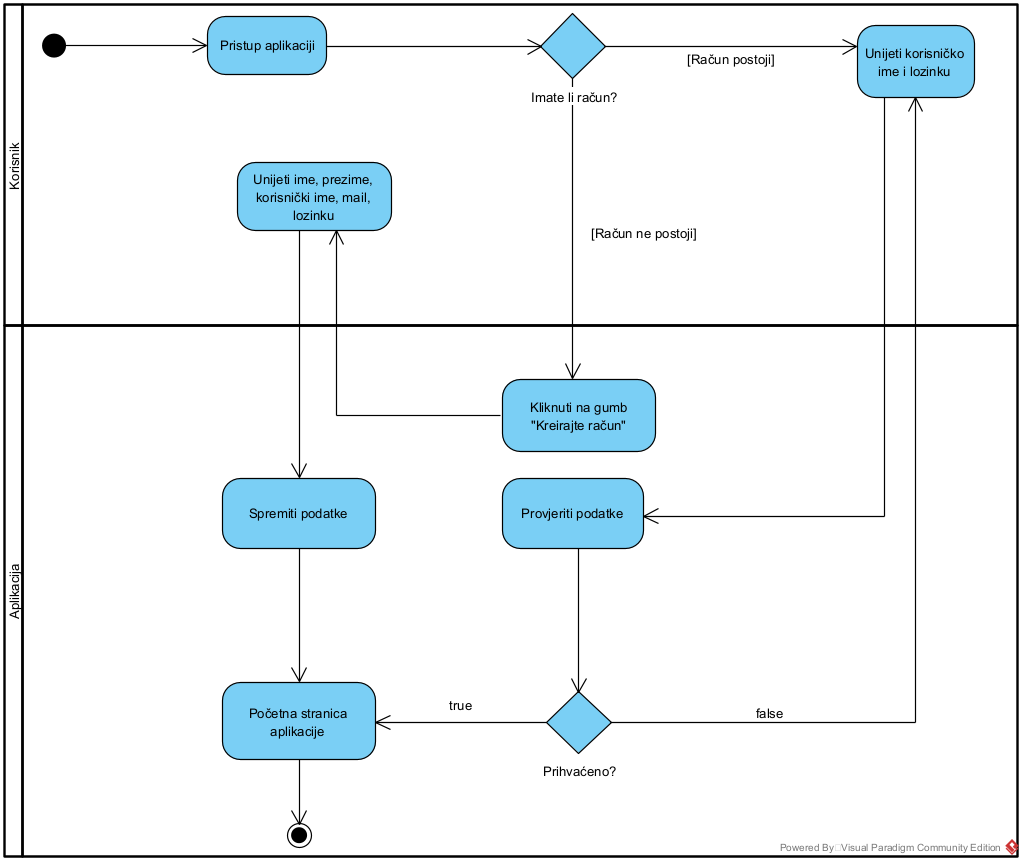 Korisnik
Pristup aplikaciji
Imate li račun?
[Račun postoji]
Unijeti korisničko
ime i lozinku
Unijeti ime, prezime,
korisnički ime, mail,
lozinku
[Račun ne postoji]
Aplikacija
Kliknuti na gumb
"Kreirajte račun"
Spremiti podatke
Provjeriti podatke
Početna stranica
aplikacije
true
false
Prihvaćeno?
Powered By Visual Paradigm Community Edition